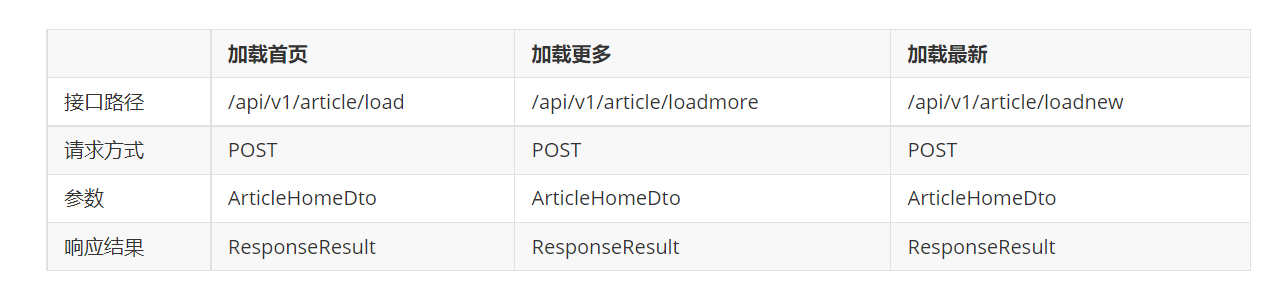 加载首页 加载更多 加载最新
接口路径 /api/v1/article/load /api/v1/article/loadmore /api/v1/article/loadnew
请求方式 POST POST POST
参数 ArticleHomeDto ArticleHomeDto ArticleHomeDto
响应结果 ResponseResult ResponseResult ResponseResult